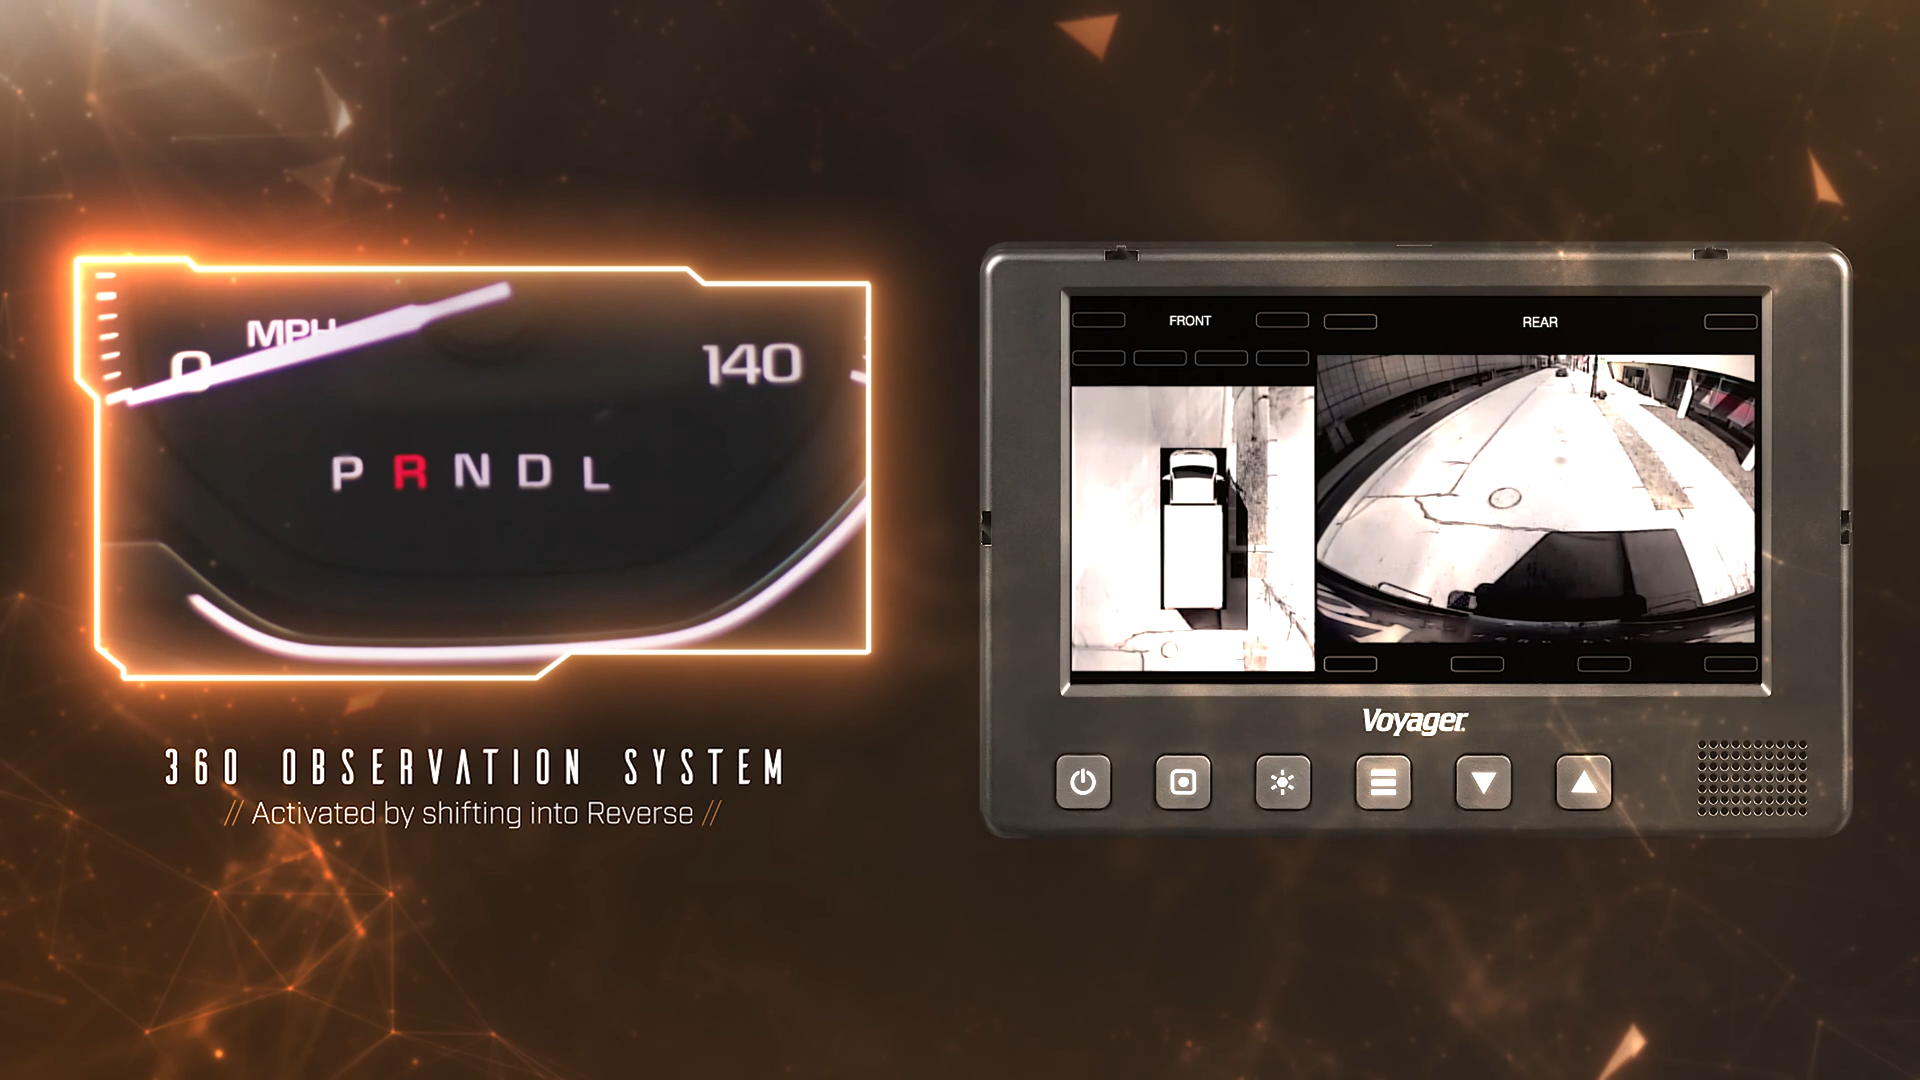 MPH
0
140
P R N D L
360 OBSERVATION SYSTEM
// Activated by shifting into Reverse //
FRONT
REAR
Voyager